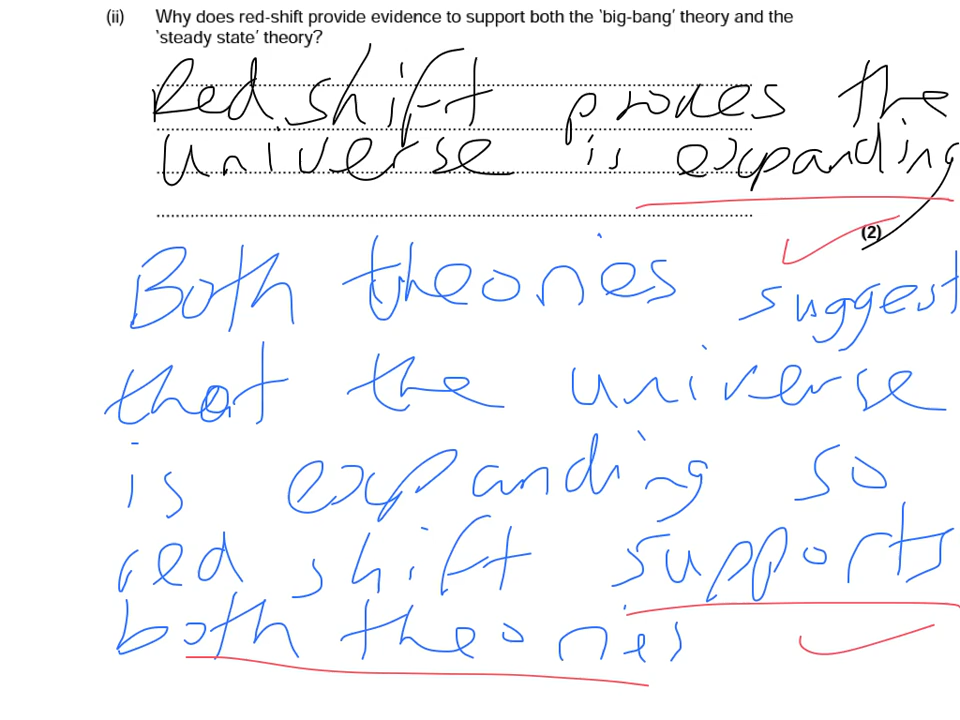 (ii) Why does red-shift provide evidence to support both the 'big-bang' theory and the
'steady state' theory?
Red shift proves the
universe is expanding
(2)
Both theories suggest
that the universe
is expanding so
red shift supports
both theories